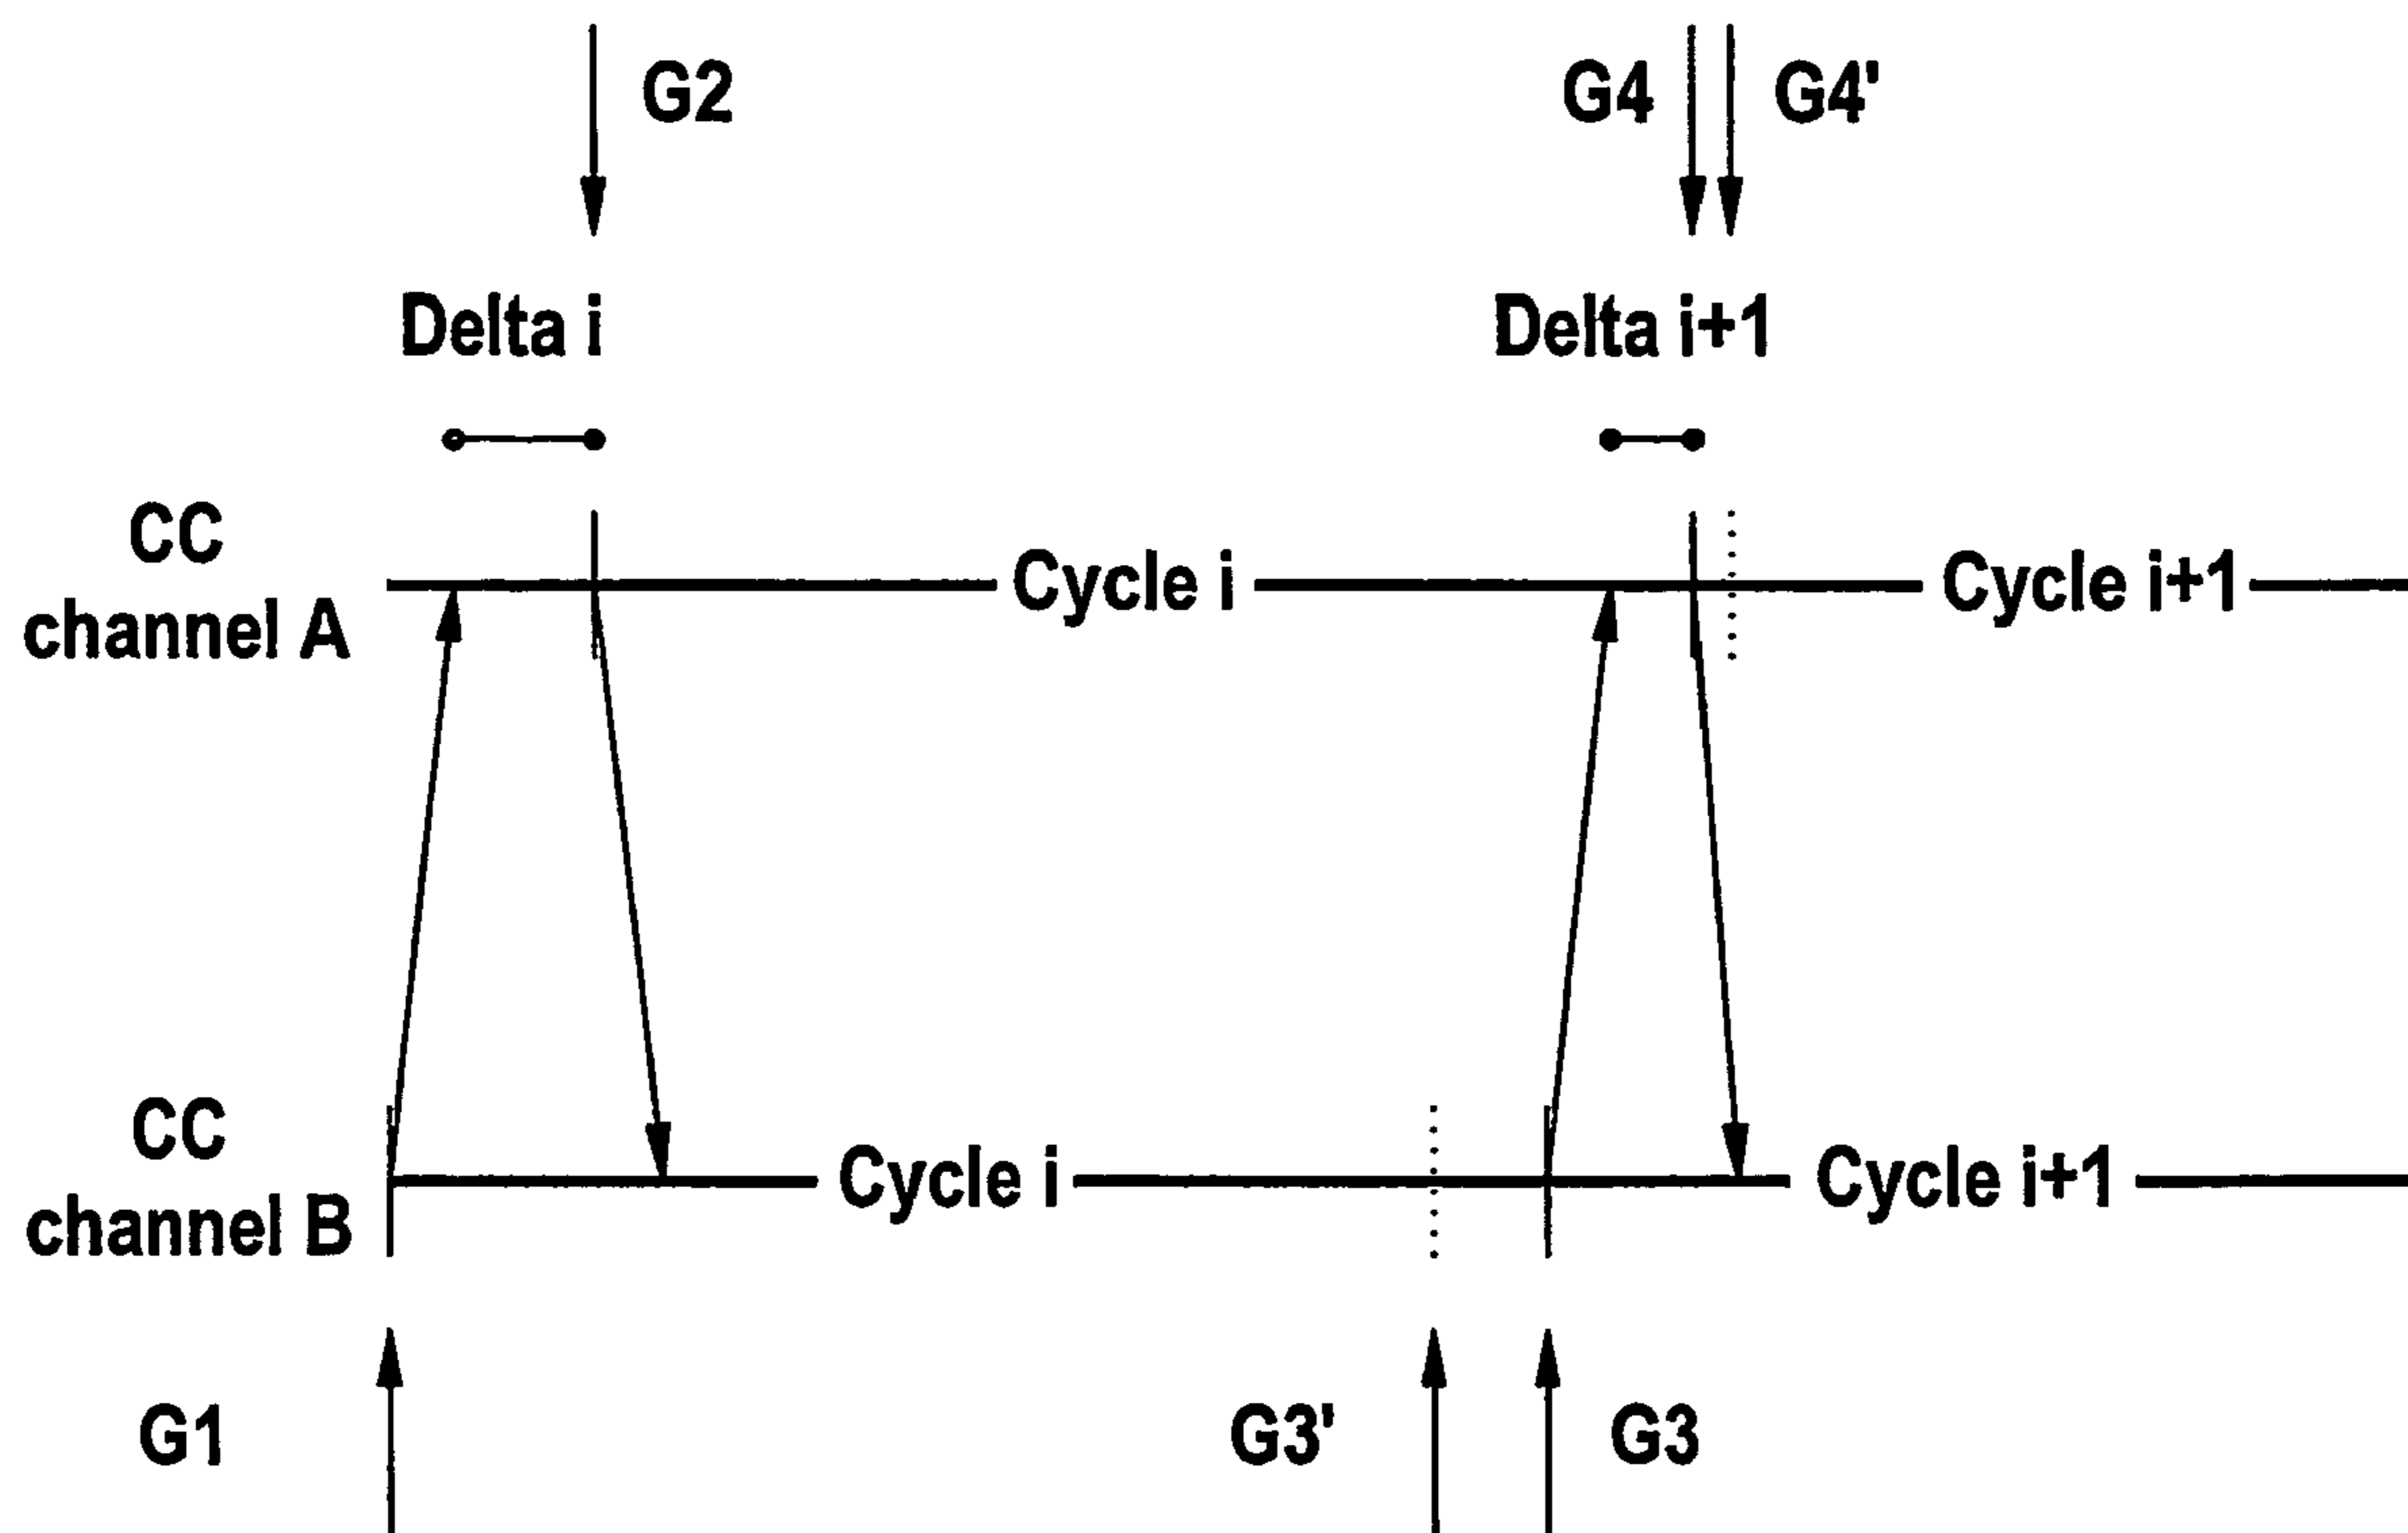 G2
G4
G4'
Delta i
Delta i+1
CC
channel A
Cycle i
Cycle i+1
CC
channel B
Cycle i
Cycle i+1
G1
G3'
G3